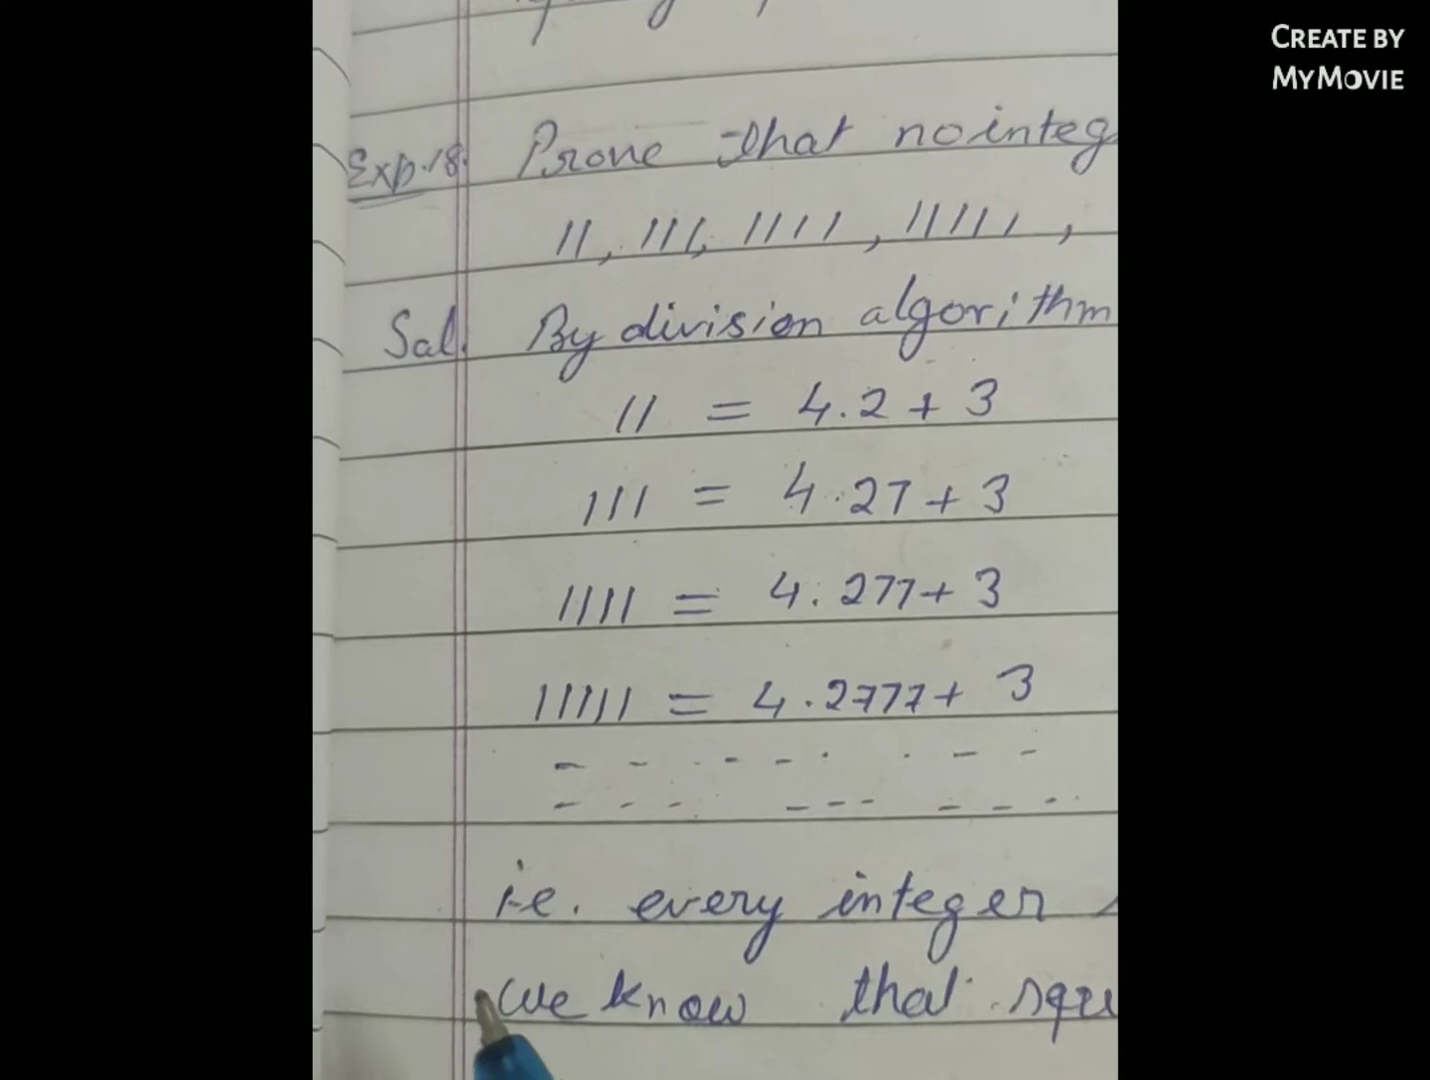 CREATE BY
MYMOVIE
Exp.18. Prove that no integ
11, 111, 1111, 11111,
Sol. By division algorithm
11 = 4.2 + 3
111 = 4.27 + 3
1111 = 4.277 + 3
11111 = 4.2777 + 3
i.e. every integer
We know that squ